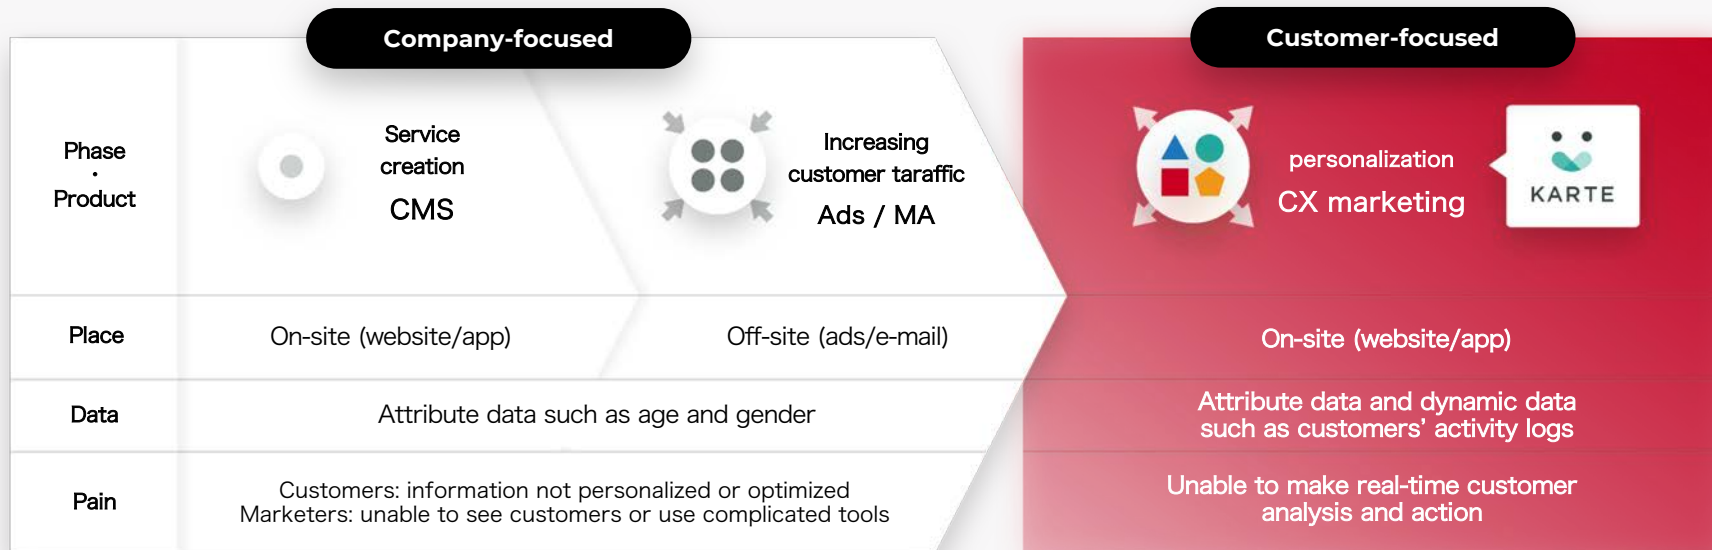 Company-focused
Customer-focused
Phase
・
Product
Service
creation
CMS
Increasing
customer taraffic
Ads / MA
personalization
CX marketing
KARTE
Place
On-site (website/app)
Off-site (ads/e-mail)
On-site (website/app)
Data
Attribute data such as age and gender
Attribute data and dynamic data
such as customers’ activity logs
Pain
Customers: information not personalized or optimized
Marketers: unable to see customers or use complicated tools
Unable to make real-time customer
analysis and action